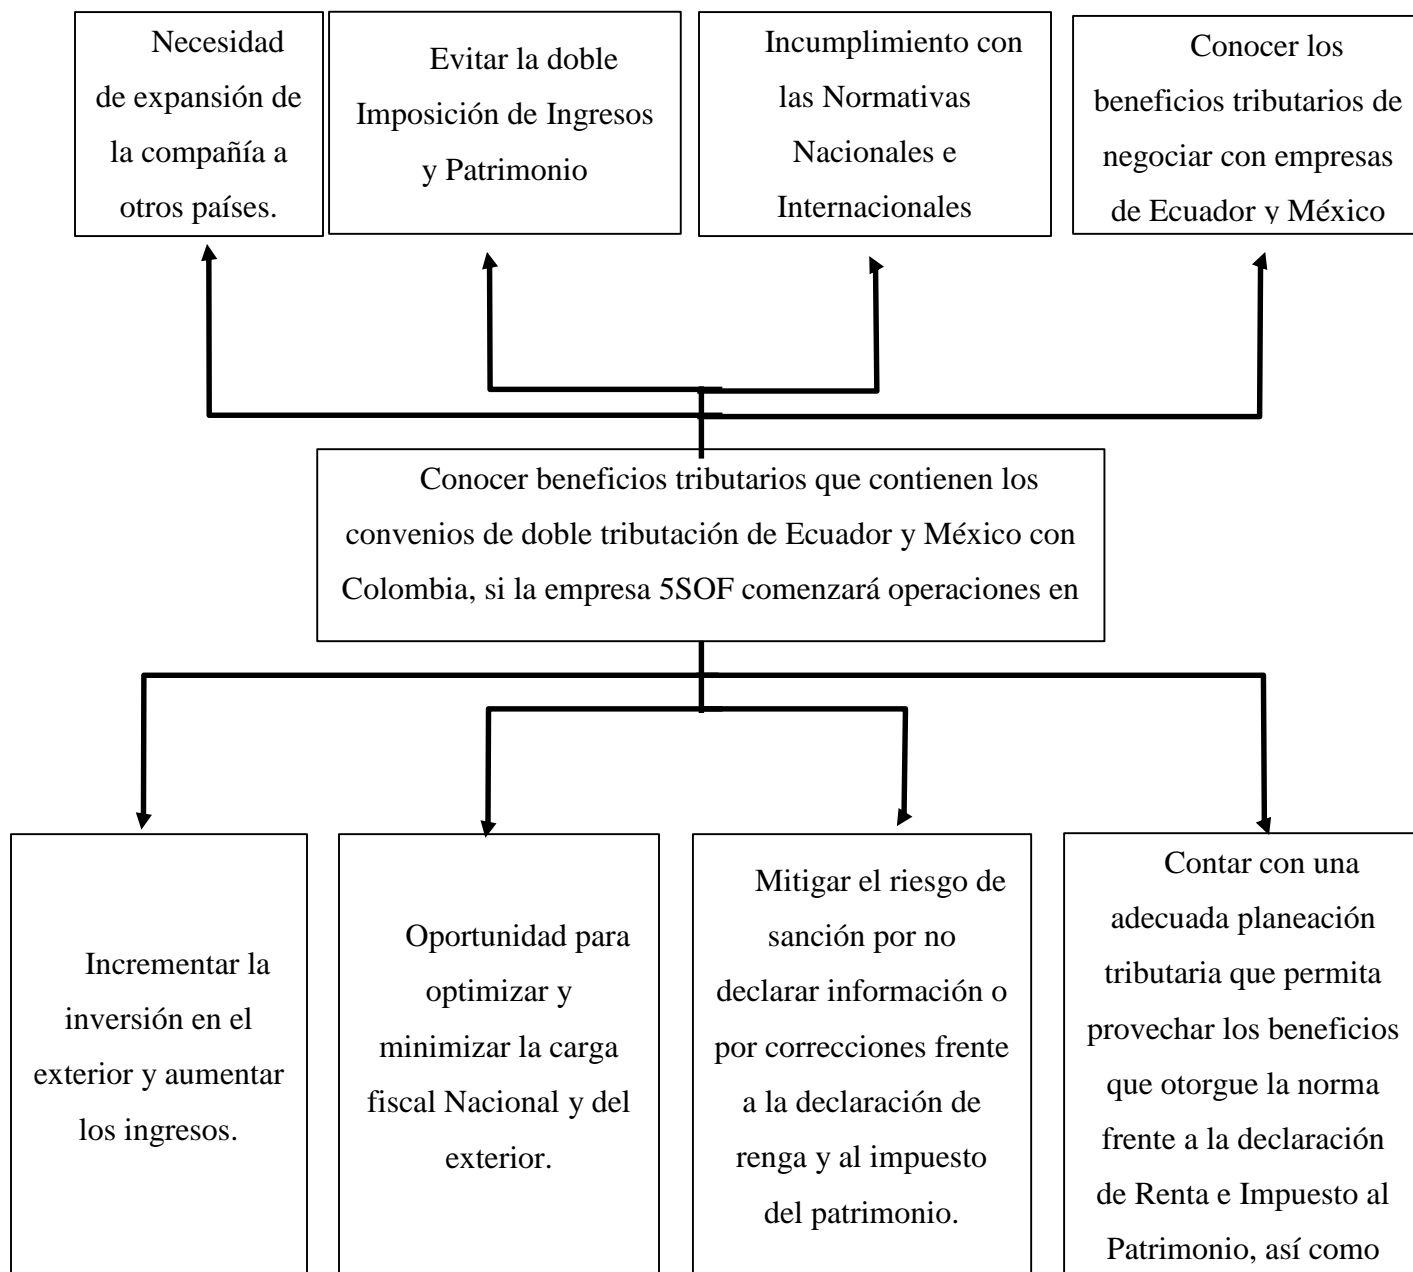 Necesidad
de expansión de
la compañía a
otros países.
Evitar la doble
Imposición de Ingresos
y Patrimonio
Incumplimiento con
las Normativas
Nacionales e
Internacionales
Conocer los
beneficios tributarios de
negociar con empresas
de Ecuador y México
Conocer beneficios tributarios que contienen los
convenios de doble tributación de Ecuador y México con
Colombia, si la empresa 5SOF comenzará operaciones en
Incrementar la
inversión en el
exterior y aumentar
los ingresos.
Oportunidad para
optimizar y
minimizar la carga
fiscal Nacional y del
exterior.
Mitigar el riesgo de
sanción por no
declarar información o
por correcciones frente
a la declaración de
renga y al impuesto
del patrimonio.
Contar con una
adecuada planeación
tributaria que permita
provechar los beneficios
que otorgue la norma
frente a la declaración
de Renta e Impuesto al
Patrimonio, así como